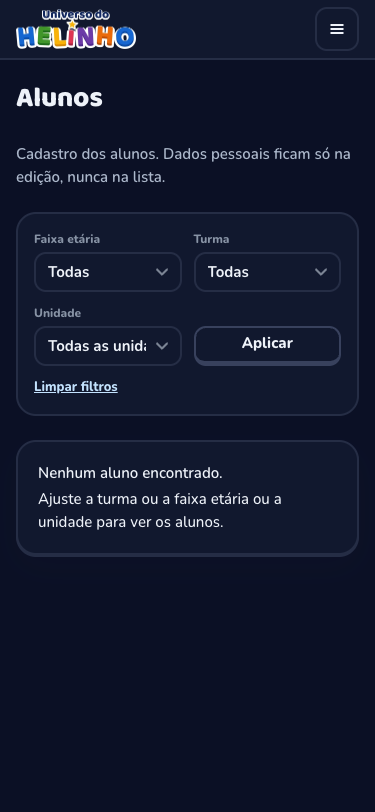 Universo do
HELINHO
Alunos
Cadastro dos alunos. Dados pessoais ficam só na
edição, nunca na lista.
Faixa etária
Turma
Todas
Todas
Unidade
Todas as unida
Aplicar
Limpar filtros
Nenhum aluno encontrado.
Ajuste a turma ou a faixa etária ou a
unidade para ver os alunos.